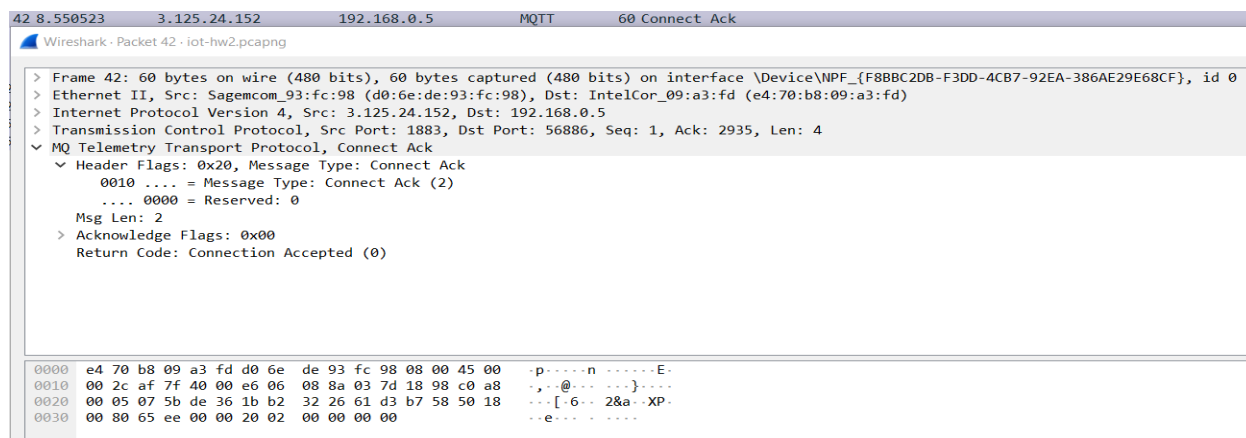 42 8.550523 3.125.24.152 192.168.0.5 MQTT 60 Connect Ack
Wireshark · Packet 42 · iot-hw2.pcapng
> Frame 42: 60 bytes on wire (480 bits), 60 bytes captured (480 bits) on interface \Device\NPF_{F8BBC2DB-F3DD-4CB7-92EA-386AE29E68CF}, id 0
> Ethernet II, Src: Sagemcom_93:fc:98 (d0:6e:de:93:fc:98), Dst: IntelCor_09:a3:fd (e4:70:b8:09:a3:fd)
> Internet Protocol Version 4, Src: 3.125.24.152, Dst: 192.168.0.5
> Transmission Control Protocol, Src Port: 1883, Dst Port: 56886, Seq: 1, Ack: 2935, Len: 4
MQ Telemetry Transport Protocol, Connect Ack
Header Flags: 0x20, Message Type: Connect Ack
0010 .... = Message Type: Connect Ack (2)
.... 0000 = Reserved: 0
Msg Len: 2
> Acknowledge Flags: 0x00
Return Code: Connection Accepted (0)
0000 e4 70 b8 09 a3 fd d0 6e de 93 fc 98 08 00 45 00 ·p·····n ······E·
0010 00 2c af 7f 40 00 e6 06 08 8a 03 7d 18 98 c0 a8 ·,··@··· ···}····
0020 00 05 07 5b de 36 1b b2 32 26 61 d3 b7 58 50 18 ···[·6·· 2&a··XP·
0030 00 80 65 ee 00 00 20 02 00 00 00 00 ··e··· · ····